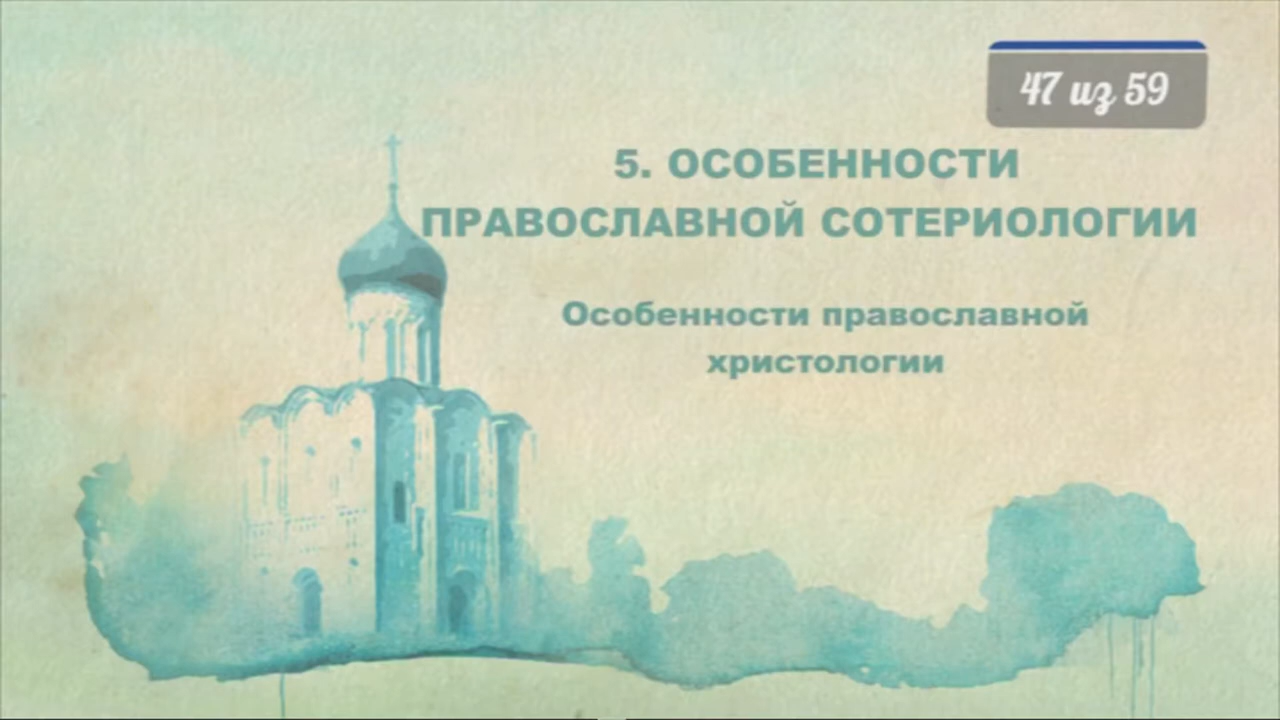 47 из 59
5. ОСОБЕННОСТИ
ПРАВОСЛАВНОЙ СОТЕРИОЛОГИИ
Особенности православной
христологии